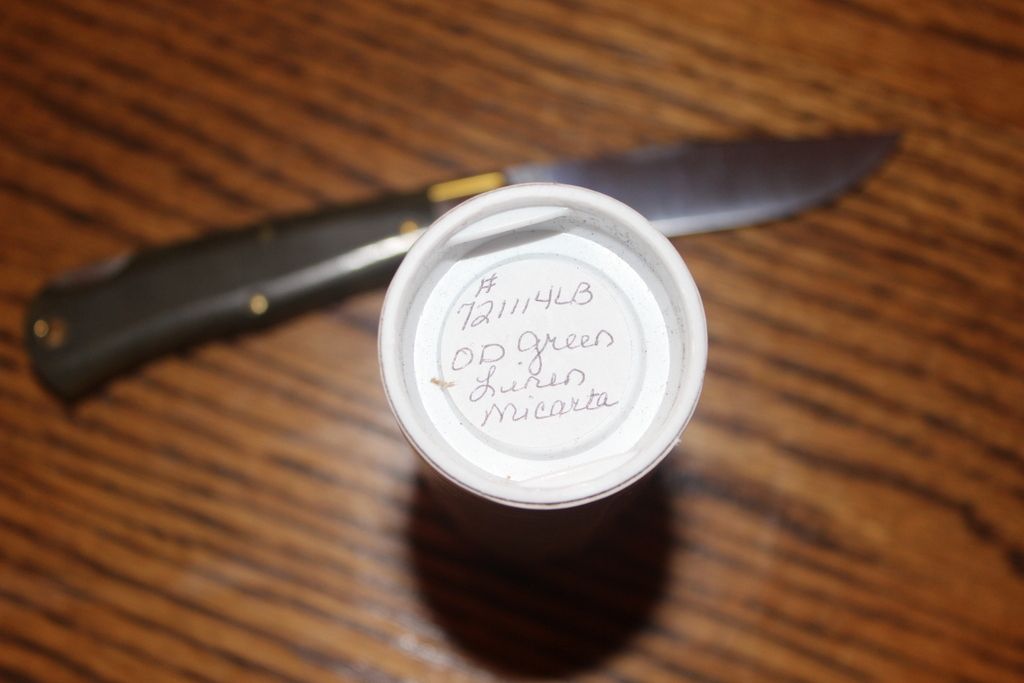 #
721114LB
OD Green
Linen
Micarta